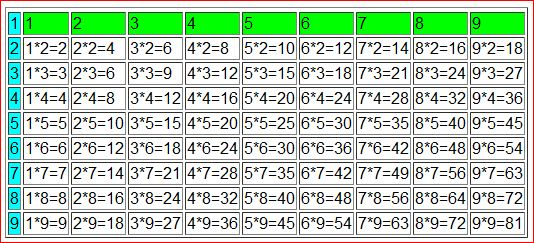 1 1 2 3 4 5 6 7 8 9
2 1*2=2 2*2=4 3*2=6 4*2=8 5*2=10 6*2=12 7*2=14 8*2=16 9*2=18
3 1*3=3 2*3=6 3*3=9 4*3=12 5*3=15 6*3=18 7*3=21 8*3=24 9*3=27
4 1*4=4 2*4=8 3*4=12 4*4=16 5*4=20 6*4=24 7*4=28 8*4=32 9*4=36
5 1*5=5 2*5=10 3*5=15 4*5=20 5*5=25 6*5=30 7*5=35 8*5=40 9*5=45
6 1*6=6 2*6=12 3*6=18 4*6=24 5*6=30 6*6=36 7*6=42 8*6=48 9*6=54
7 1*7=7 2*7=14 3*7=21 4*7=28 5*7=35 6*7=42 7*7=49 8*7=56 9*7=63
8 1*8=8 2*8=16 3*8=24 4*8=32 5*8=40 6*8=48 7*8=56 8*8=64 9*8=72
9 1*9=9 2*9=18 3*9=27 4*9=36 5*9=45 6*9=54 7*9=63 8*9=72 9*9=81